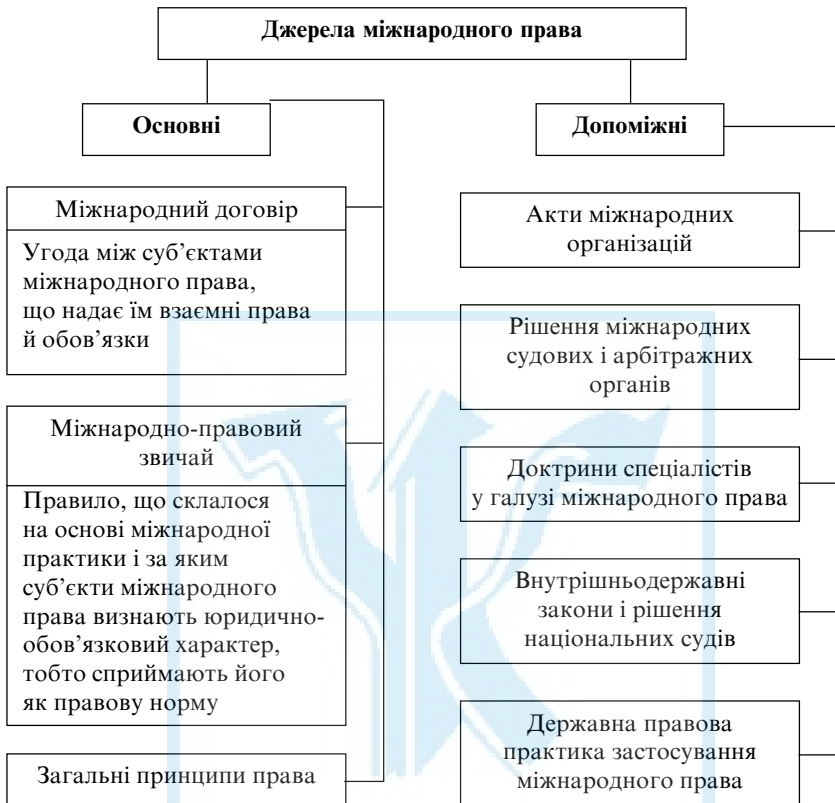 Джерела міжнародного права
Основні
Міжнародний договір
Угода між суб’єктами
міжнародного права,
що надає їм взаємні права
й обов’язки
Міжнародно-правовий
звичай
Правило, що склалося
на основі міжнародної
практики і за яким
суб’єкти міжнародного
права визнають юридично-
обов’язковий характер,
тобто сприймають його
як правову норму
Загальні принципи права
Допоміжні
Акти міжнародних
організацій
Рішення міжнародних
судових і арбітражних
органів
Доктрини спеціалістів
у галузі міжнародного права
Внутрішньодержавні
закони і рішення
національних судів
Державна правова
практика застосування
міжнародного права